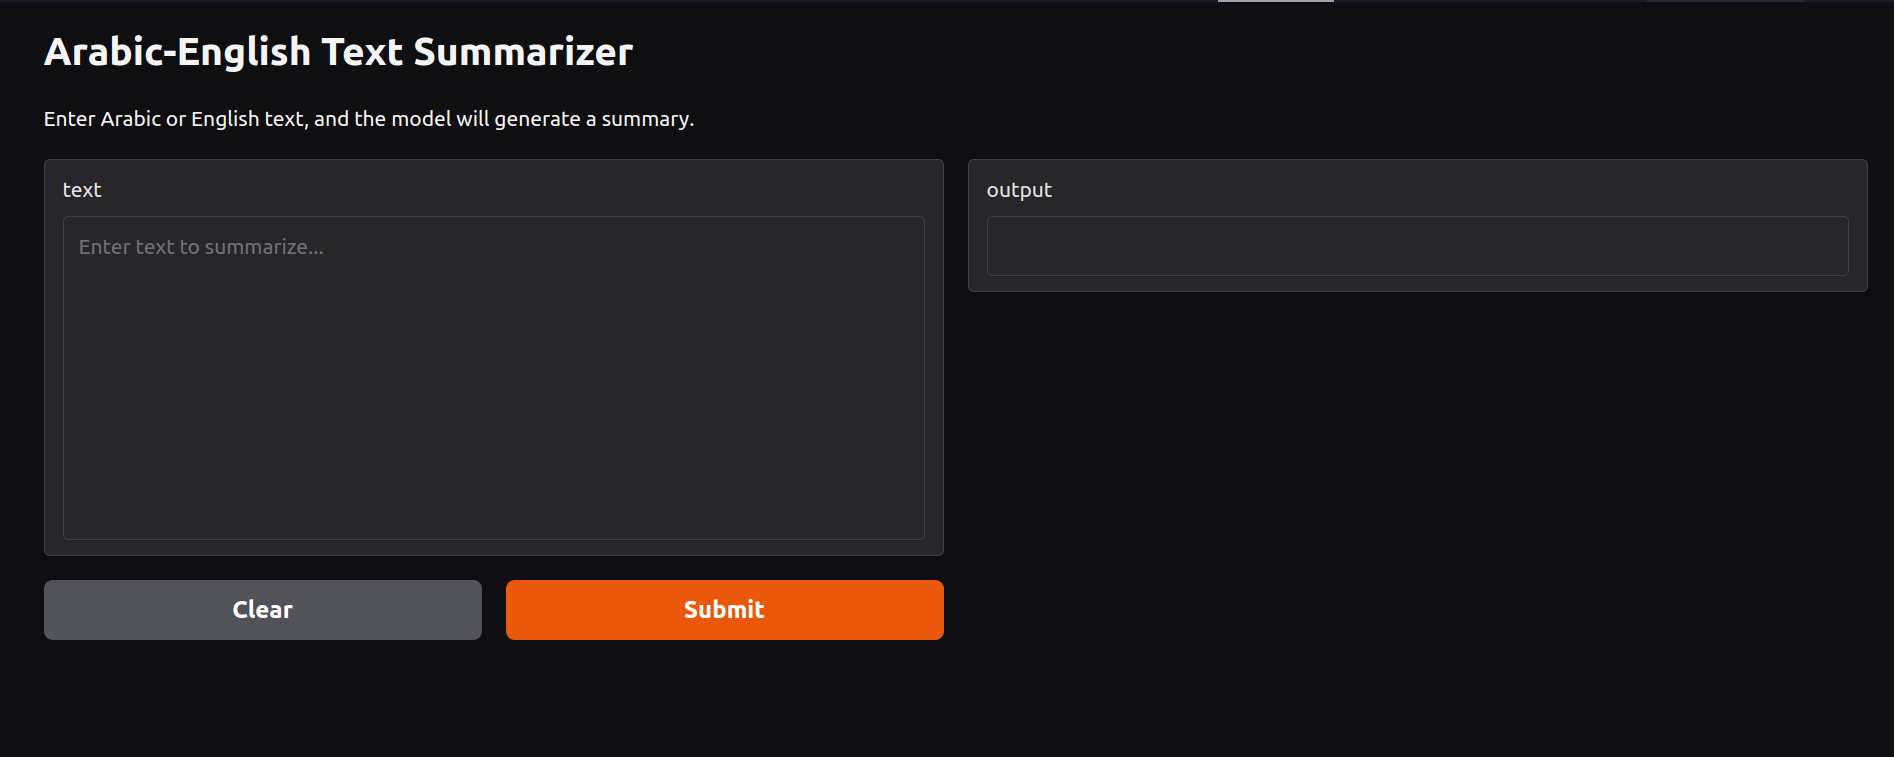 Arabic-English Text Summarizer
Enter Arabic or English text, and the model will generate a summary.
text
Enter text to summarize...
output
Clear
Submit